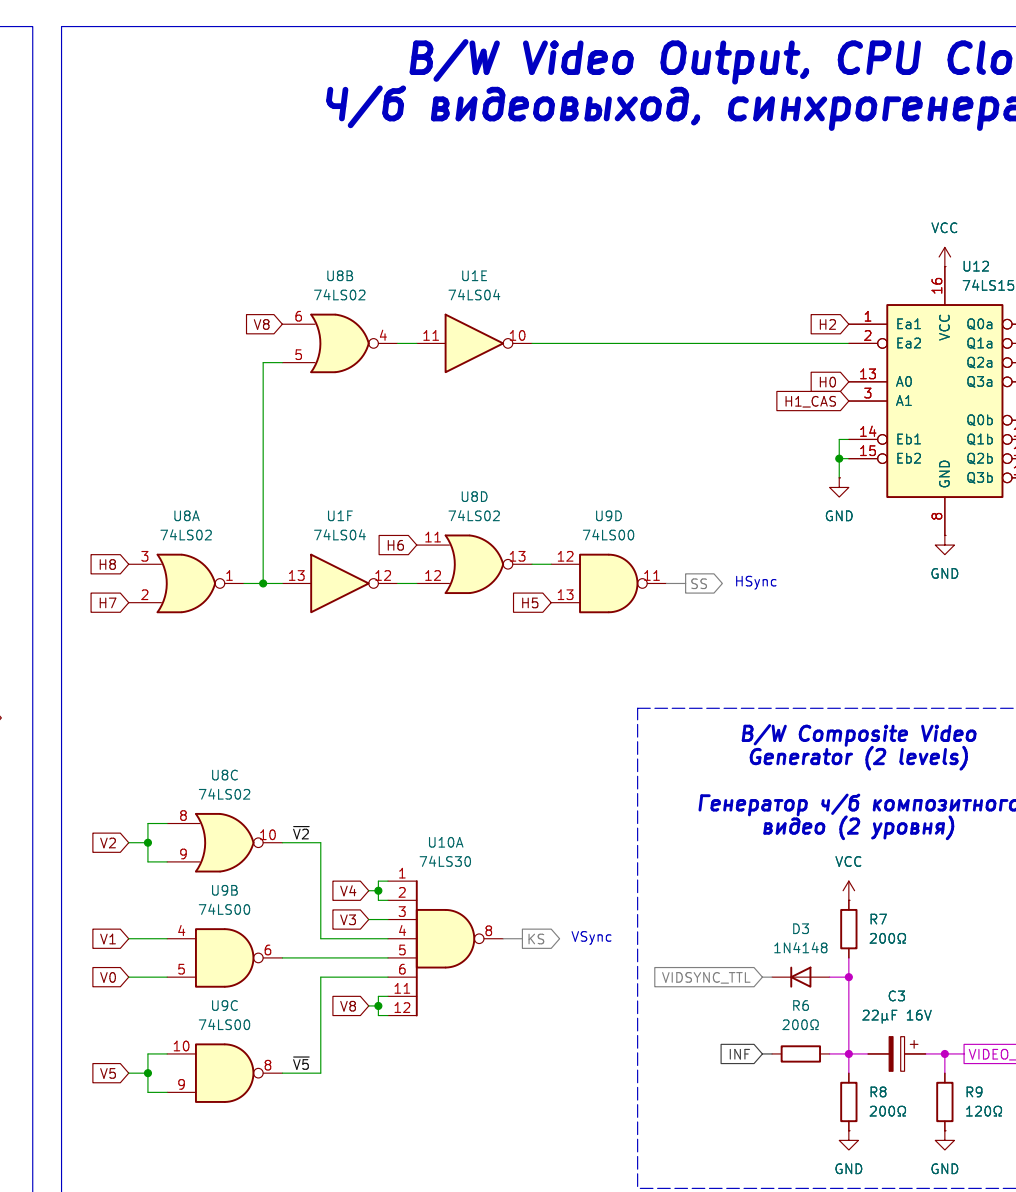 B/W Video Output, CPU Clo
Ч/б видеовыход, синхрогенера
VCC
U8B
74LS02
U1E
74LS04
U12
74LS15
16
V8
6
5
4
11
10
H2
1
2
Ea1
Ea2
VCC
Q0a
Q1a
Q2a
Q3a
H0
13
A0
H1_CAS
3
A1
14
15
Eb1
Eb2
GND
Q0b
Q1b
Q2b
Q3b
GND
8
GND
U8A
74LS02
U1F
74LS04
U8D
74LS02
U9D
74LS00
H8
3
H7
2
1
13
12
H6
11
12
13
12
H5
13
11
SS
HSync
B/W Composite Video
Generator (2 levels)
Генератор ч/б композитного
видео (2 уровня)
U8C
74LS02
V2
8
9
10
V2
U10A
74LS30
U9B
74LS00
V1
4
V0
5
6
V4
V3
V8
1
2
3
4
5
6
11
12
8
KS
VSync
U9C
74LS00
V5
10
9
8
V5
VCC
R7
200Ω
D3
1N4148
VIDSYNC_TTL
R6
200Ω
INF
C3
22µF 16V
+
VIDEO_
R8
200Ω
R9
120Ω
GND
GND